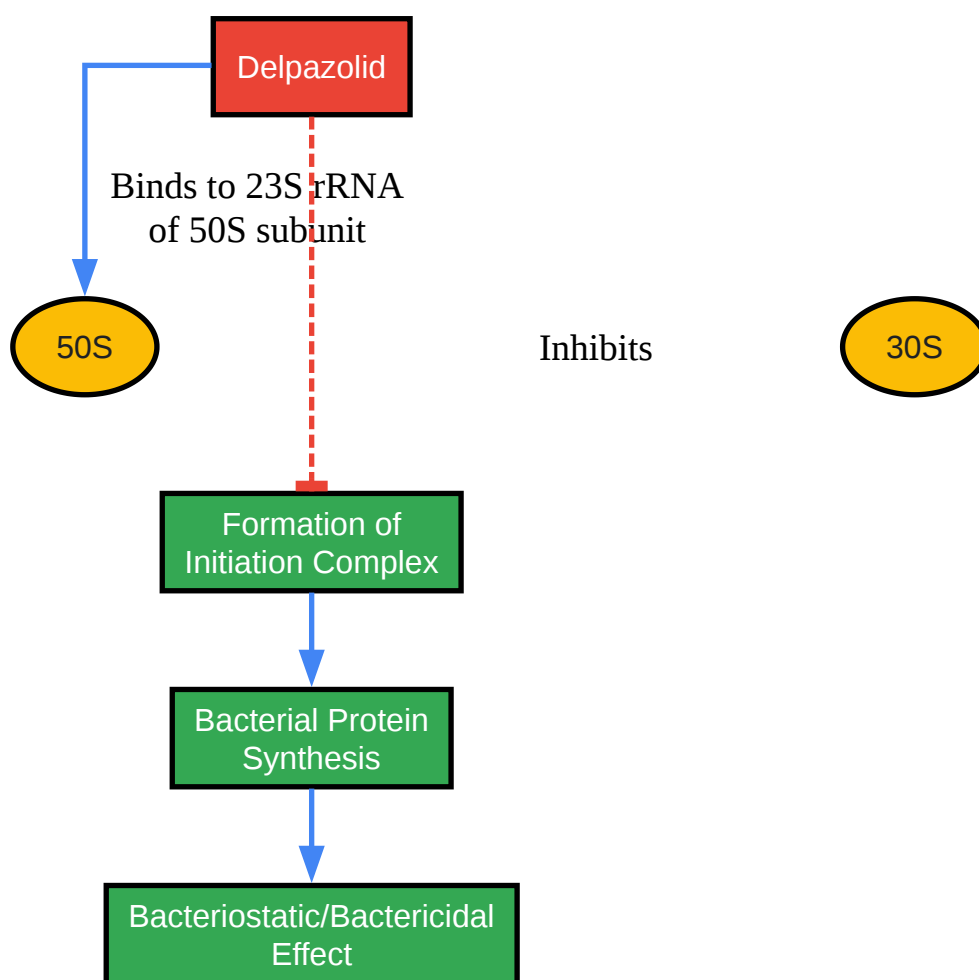 Delpazolid
Binds to 23S rRNA
of 50S subunit
50S
Inhibits
30S
Formation of
Initiation Complex
Bacterial Protein
Synthesis
Bacteriostatic/Bactericidal
Effect